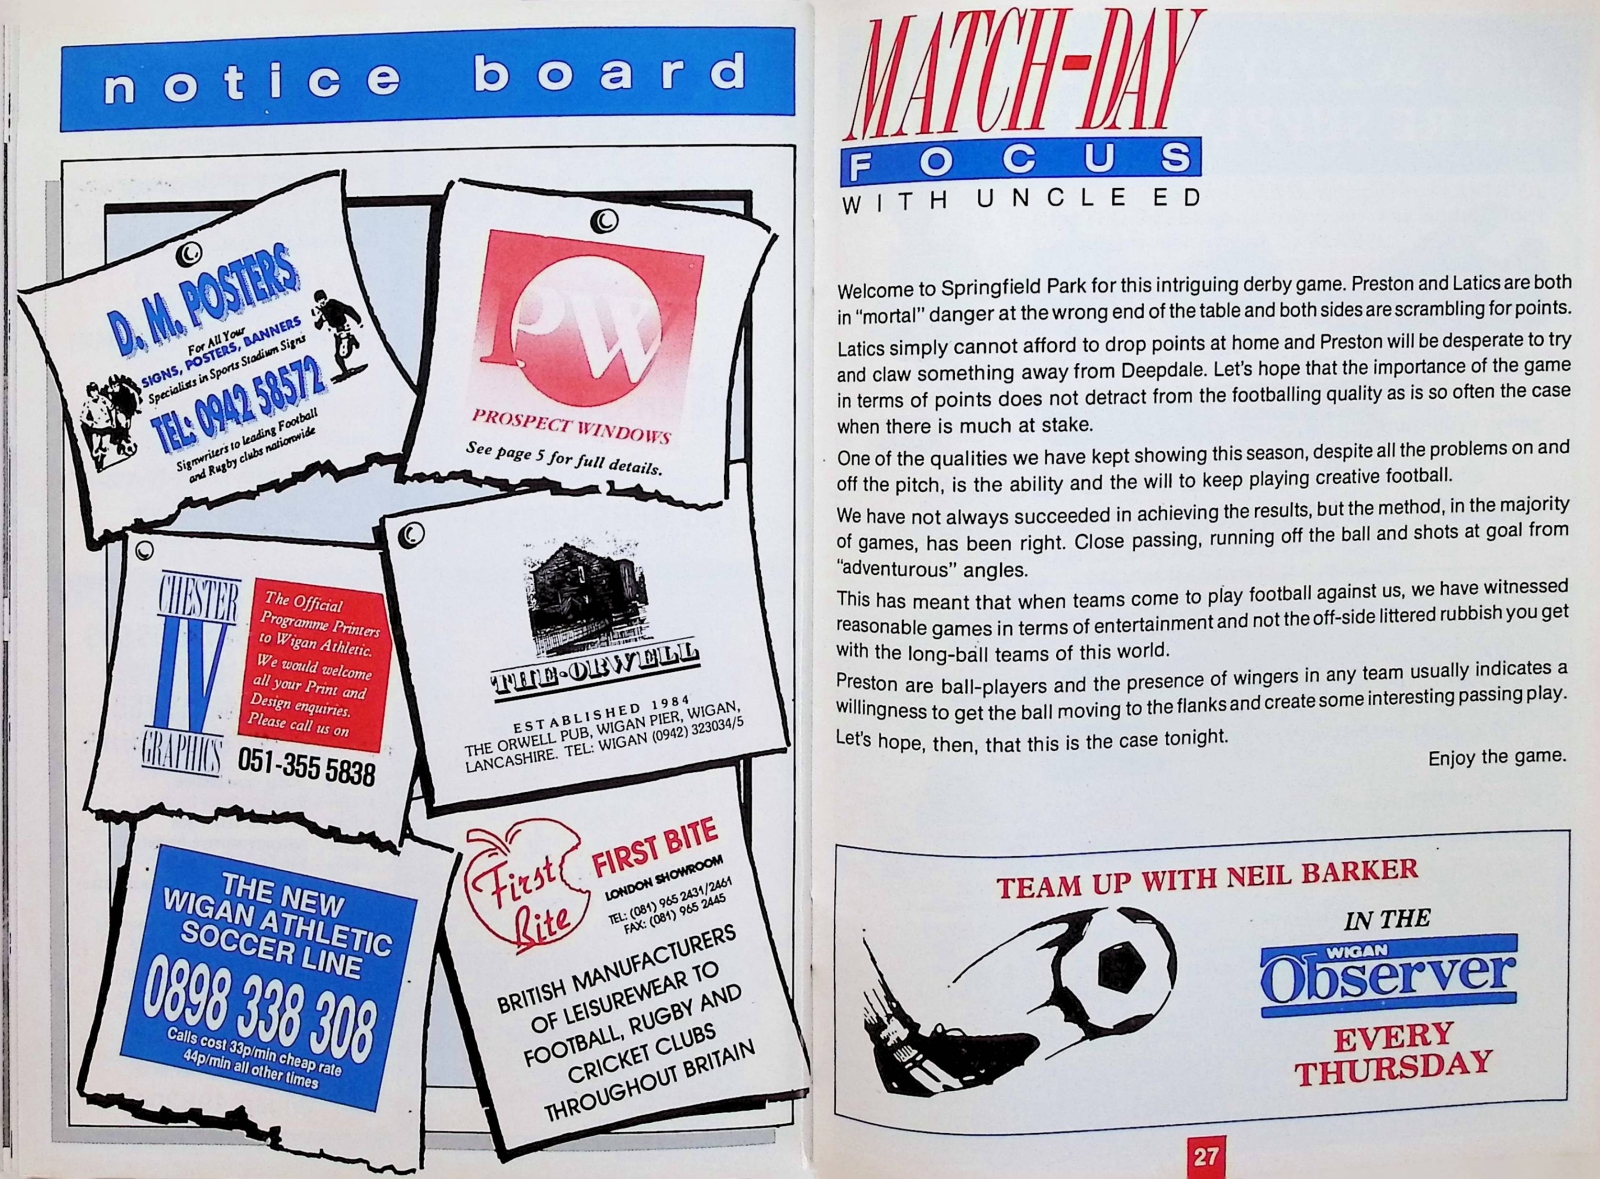 notice board
D. M. POSTERS
For All Your
SIGNS, POSTERS, BANNERS
Specialists in Sports Stadium Signs
TEL: 0942 58572
Signwriters to leading Football
and Rugby clubs nationwide
PW
PROSPECT WINDOWS
See page 5 for full details.
CHESTER
IV
GRAPHICS
The Official
Programme Printers
to Wigan Athletic.
We would welcome
all your Print and
Design enquiries.
Please call us on
051-355 5838
THE·ORWELL
ESTABLISHED 1984
THE ORWELL PUB, WIGAN PIER, WIGAN,
LANCASHIRE. TEL: WIGAN (0942) 323034/5
THE NEW
WIGAN ATHLETIC
SOCCER LINE
0898 338 308
Calls cost 33p/min cheap rate
44p/min all other times
First
Bite
FIRST BITE
LONDON SHOWROOM
TEL: (081) 965 2431/2461
FAX: (081) 965 2445
BRITISH MANUFACTURERS
OF LEISUREWEAR TO
FOOTBALL, RUGBY AND
CRICKET CLUBS
THROUGHOUT BRITAIN
MATCH-DAY
FOCUS
WITH UNCLE ED
Welcome to Springfield Park for this intriguing derby game. Preston and Latics are both
in “mortal” danger at the wrong end of the table and both sides are scrambling for points.
Latics simply cannot afford to drop points at home and Preston will be desperate to try
and claw something away from Deepdale. Let's hope that the importance of the game
in terms of points does not detract from the footballing quality as is so often the case
when there is much at stake.
One of the qualities we have kept showing this season, despite all the problems on and
off the pitch, is the ability and the will to keep playing creative football.
We have not always succeeded in achieving the results, but the method, in the majority
of games, has been right. Close passing, running off the ball and shots at goal from
“adventurous” angles.
This has meant that when teams come to play football against us, we have witnessed
reasonable games in terms of entertainment and not the off-side littered rubbish you get
with the long-ball teams of this world.
Preston are ball-players and the presence of wingers in any team usually indicates a
willingness to get the ball moving to the flanks and create some interesting passing play.
Let's hope, then, that this is the case tonight.
Enjoy the game.
TEAM UP WITH NEIL BARKER
IN THE
WIGAN
Observer
EVERY
THURSDAY
27